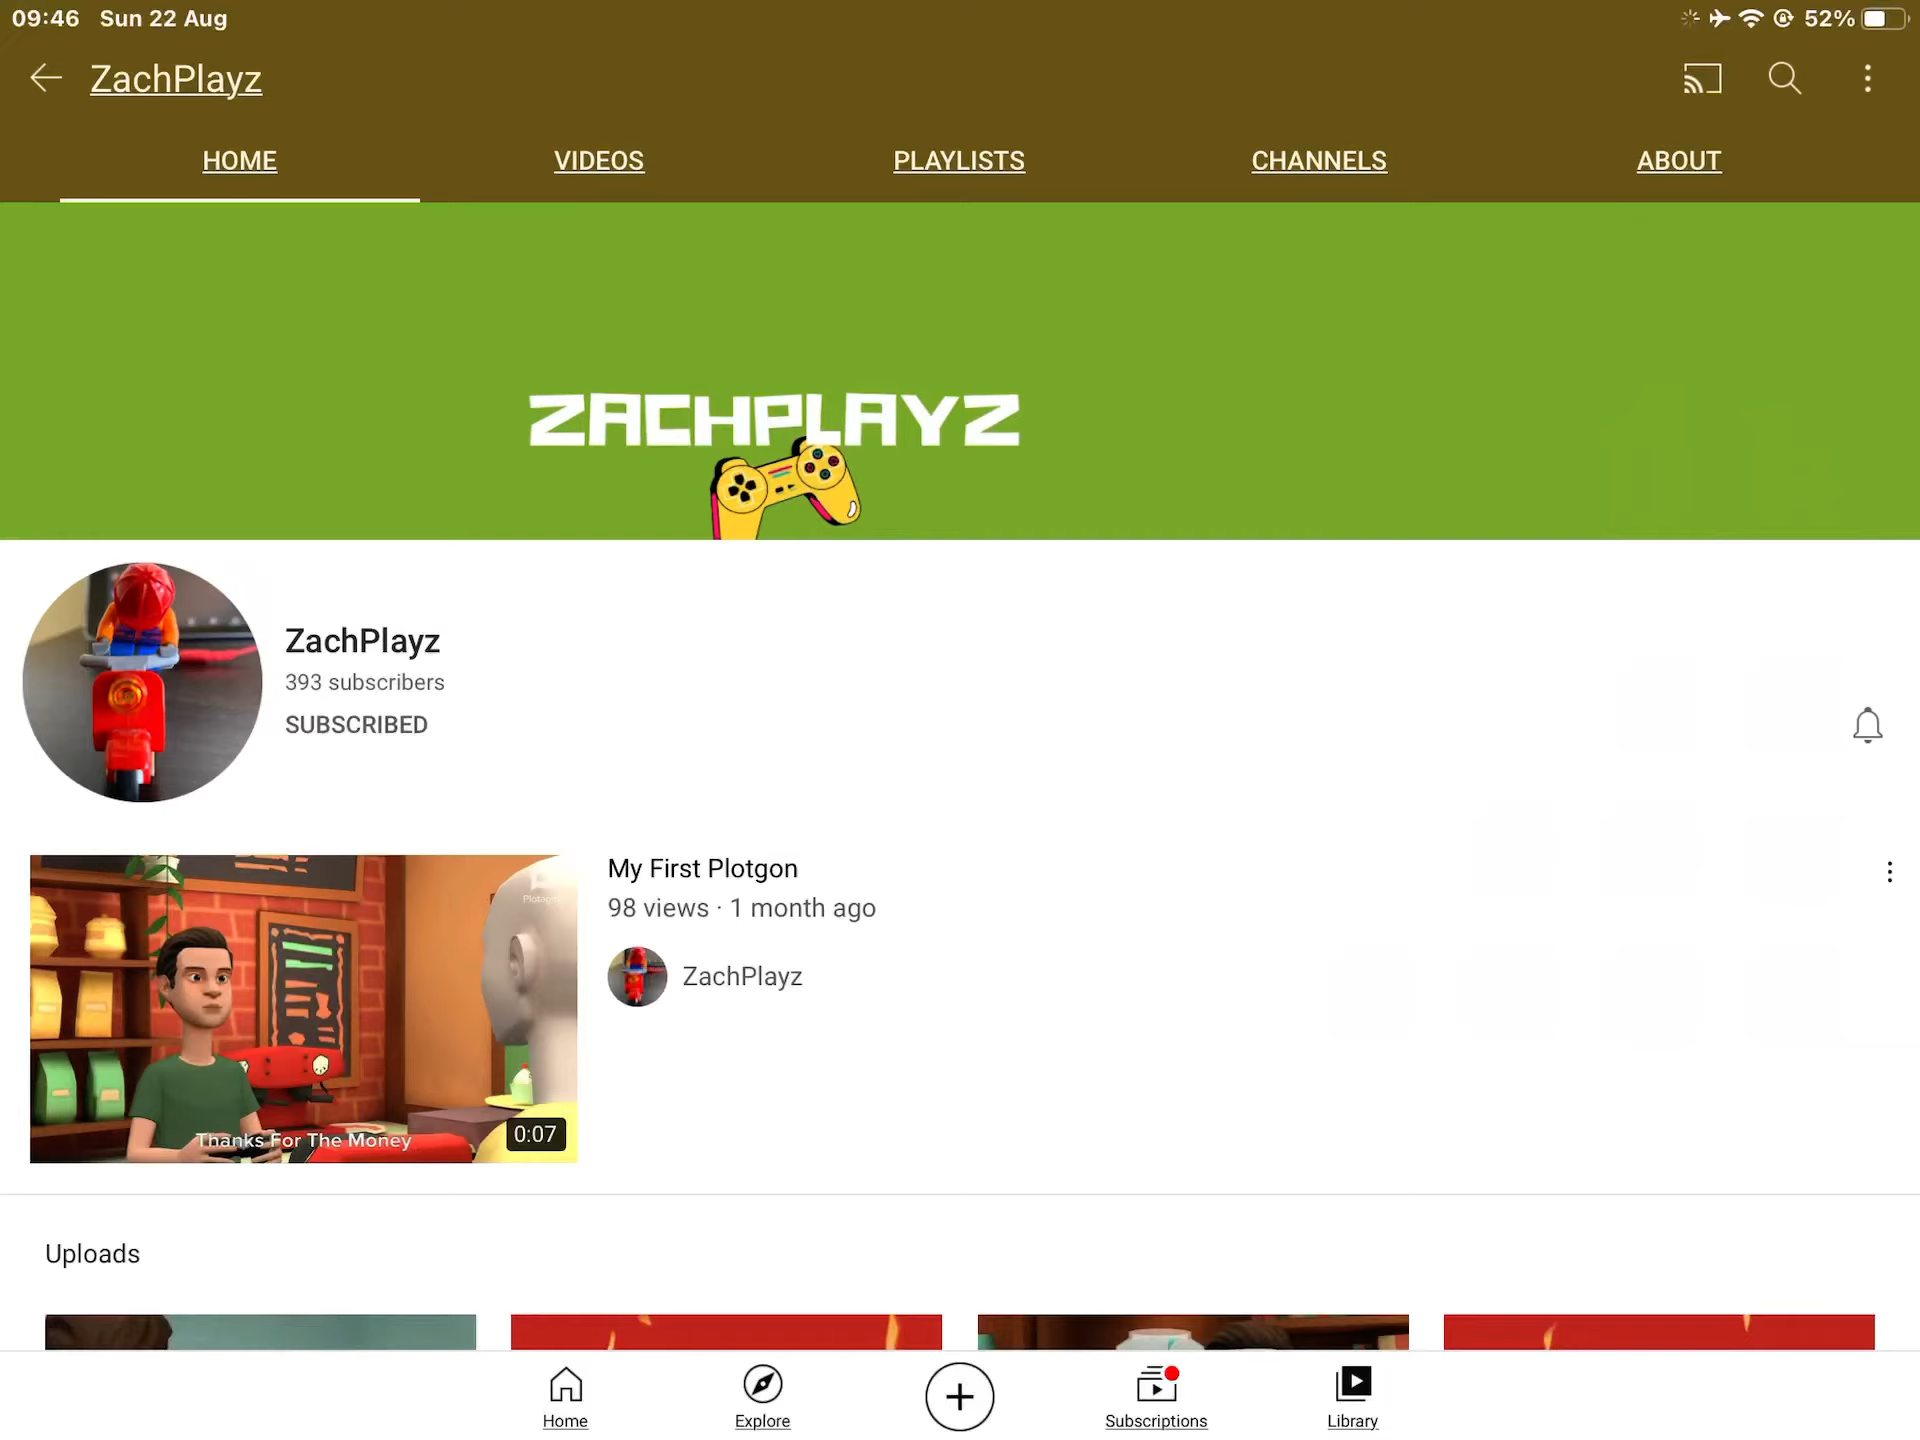 09:46 Sun 22 Aug
52%
ZachPlayz
HOME VIDEOS PLAYLISTS CHANNELS ABOUT
ZACHPLAYZ
ZachPlayz
393 subscribers
SUBSCRIBED
My First Plotgon
98 views · 1 month ago
ZachPlayz
Thanks For The Money
0:07
Uploads
Home Explore Subscriptions Library